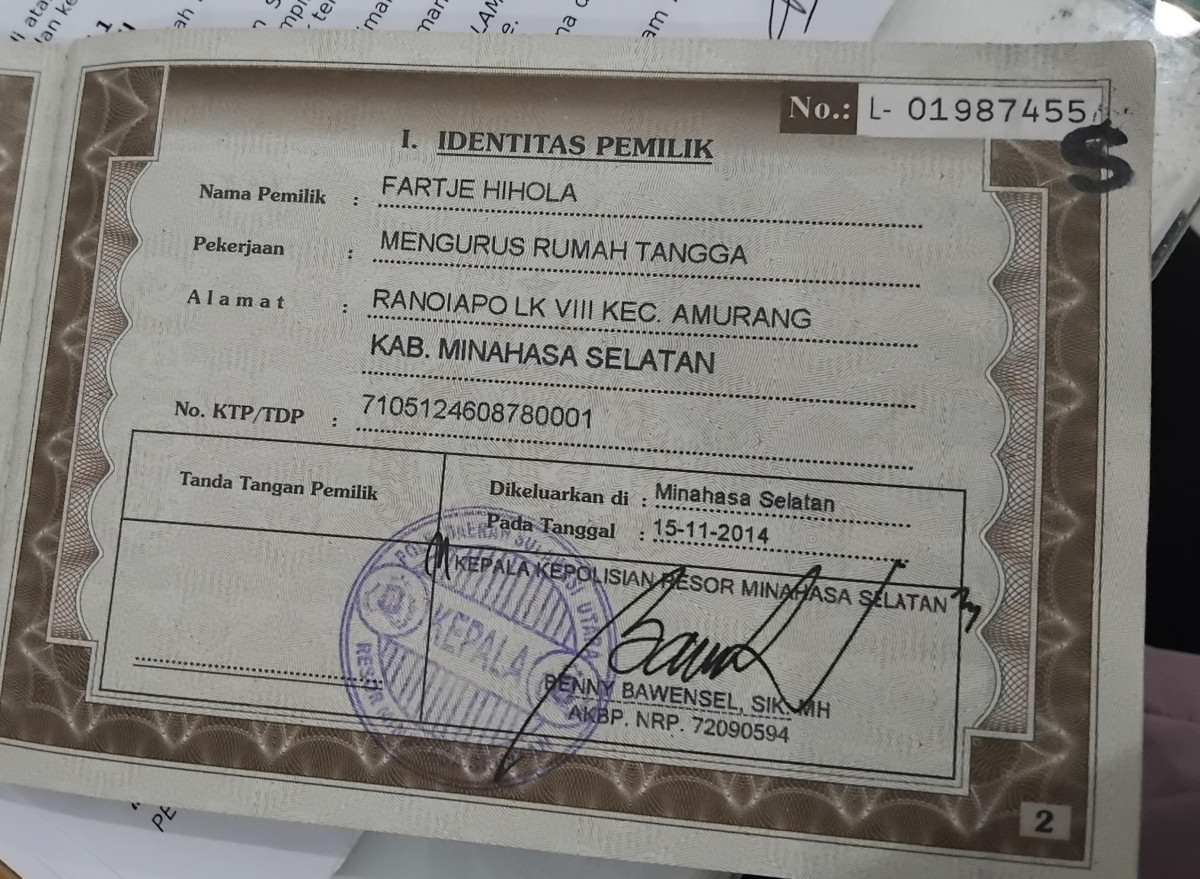 No.: L- 01987455
S
I. IDENTITAS PEMILIK
Nama Pemilik : FARTJE HIHOLA
Pekerjaan : MENGURUS RUMAH TANGGA
Alamat : RANOIAPO LK VIII KEC. AMURANG
KAB. MINAHASA SELATAN
No. KTP/TDP : 7105124608780001
Tanda Tangan Pemilik
Dikeluarkan di : Minahasa Selatan
Pada Tanggal : 15-11-2014
KEPALA KEPOLISIAN RESOR MINAHASA SELATAN
KEPALA
BENNY BAWENSEL, SIK MH
AKBP. NRP. 72090594
2